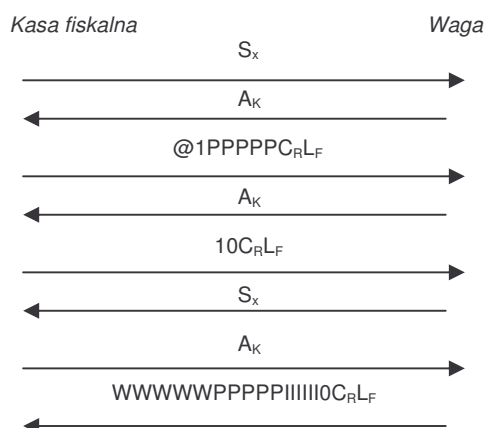 Kasa fiskalna Waga
Sx
AK
@1PPPPPCRLF
AK
10CRLF
Sx
AK
WWWWWPPPPPIIIIII0CRLF